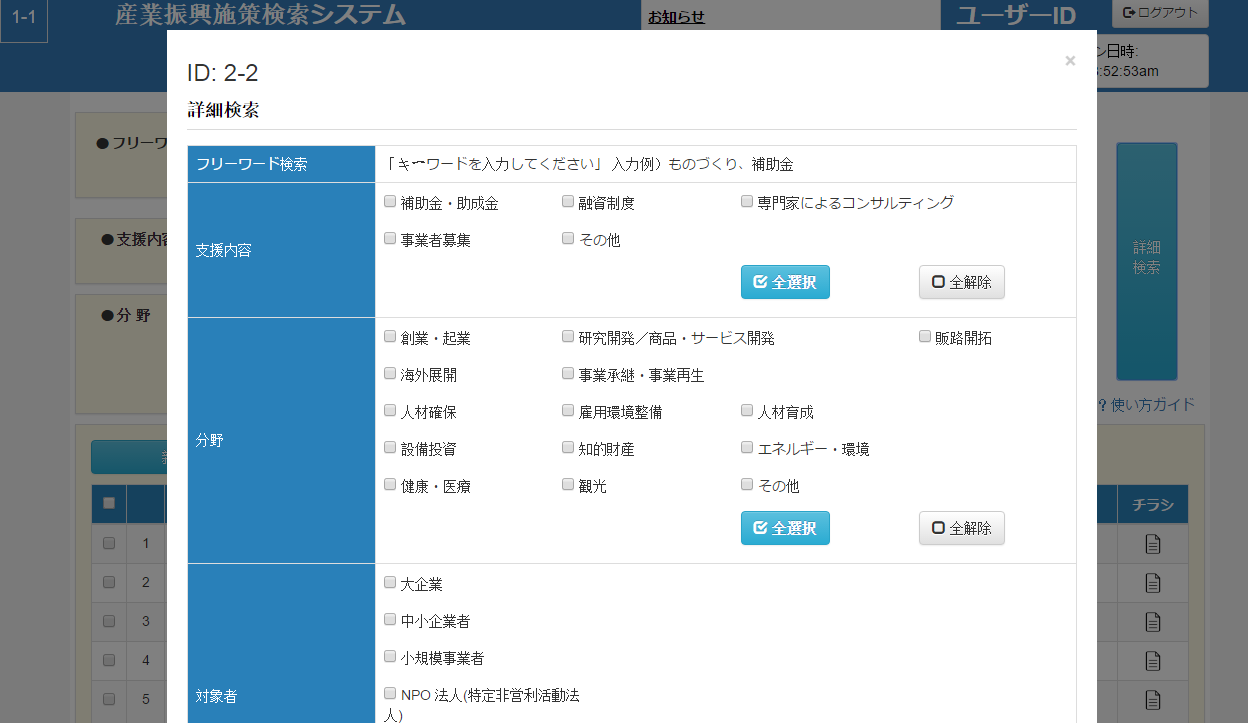 1-1
産業振興施策検索システム
お知らせ
ユーザーID
ログアウト
ン日時:
:52:53am
ID: 2-2
×
詳細検索
●フリーワ
フリーワード検索
「キーワードを入力してください」 入力例）ものづくり、補助金
●支援内容
支援内容
補助金・助成金 融資制度 専門家によるコンサルティング
事業者募集 その他
全選択 全解除
詳細
検索
●分 野
分野
創業・起業 研究開発／商品・サービス開発 販路開拓
海外展開 事業承継・事業再生
人材確保 雇用環境整備 人材育成
設備投資 知的財産 エネルギー・環境
健康・医療 観光 その他
全選択 全解除
? 使い方ガイド
チラシ
1
2
3
4
5
対象者
大企業
中小企業者
小規模事業者
NPO 法人(特定非営利活動法
人)